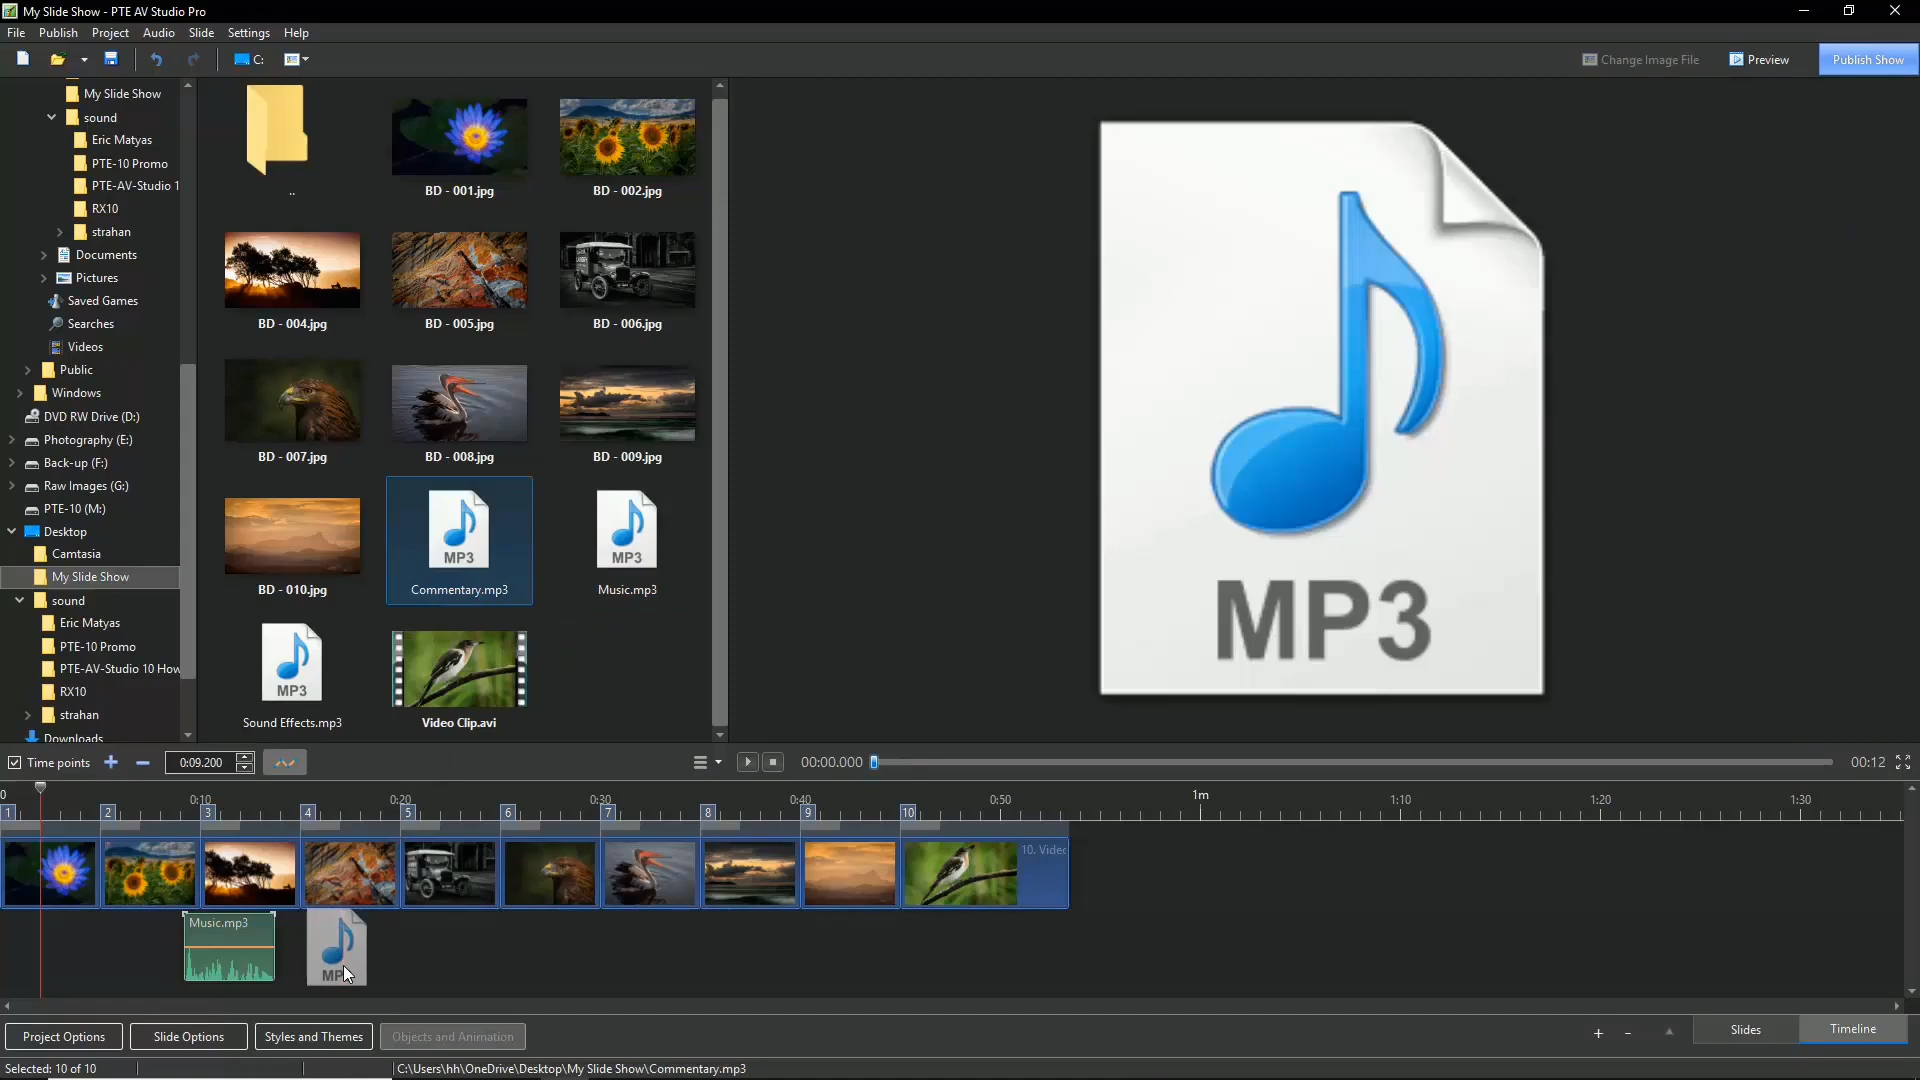 My Slide Show - PTE AV Studio Pro
File Publish Project Audio Slide Settings Help
C: Change Image File Preview Publish Show
My Slide Show
sound
Eric Matyas
PTE-10 Promo
PTE-AV-Studio 1
RX10
strahan
Documents
Pictures
Saved Games
Searches
Videos
Public
Windows
DVD RW Drive (D:)
Photography (E:)
Back-up (F:)
Raw Images (G:)
PTE-10 (M:)
Desktop
Camtasia
My Slide Show
sound
Eric Matyas
PTE-10 Promo
PTE-AV-Studio 10 How
RX10
strahan
Downloads
..
BD - 001.jpg
BD - 002.jpg
BD - 004.jpg
BD - 005.jpg
BD - 006.jpg
BD - 007.jpg
BD - 008.jpg
BD - 009.jpg
BD - 010.jpg
MP3
Commentary.mp3
MP3
Music.mp3
MP3
Sound Effects.mp3
Video Clip.avi
MP3
Time points 0:09.200 00:00.000 00:12
0 0:10 0:20 0:30 0:40 0:50 1m 1:10 1:20 1:30
1 2 3 4 5 6 7 8 9 10
10. Video
Music.mp3
MP
Project Options Slide Options Styles and Themes Objects and Animation + - Slides Timeline
Selected: 10 of 10 C:\Users\hh\OneDrive\Desktop\My Slide Show\Commentary.mp3